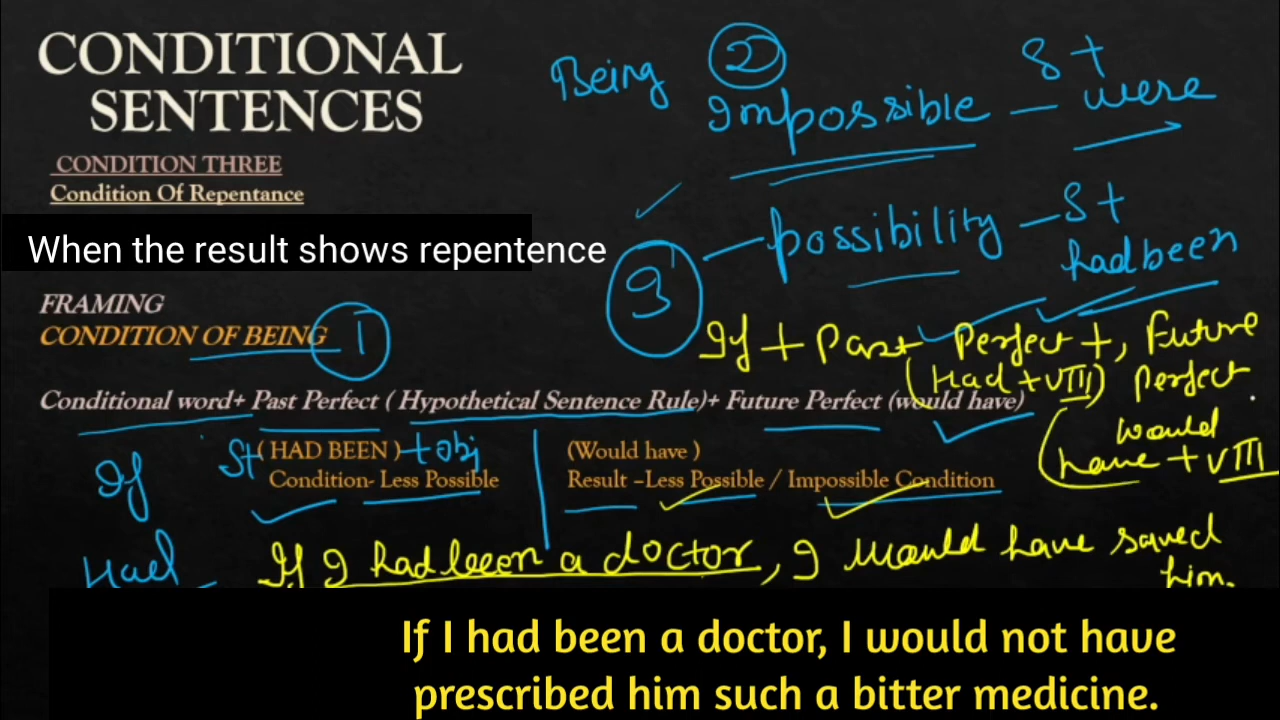 CONDITIONAL
SENTENCES
CONDITION THREE
Condition Of Repentance
When the result shows repentence
Being ②
Impossible — S +
were
3 — possibility — S +
had been
FRAMING
CONDITION OF BEING 1
If + Past Perfect +, Future
(Had + VIII) Perfect
Conditional word+ Past Perfect ( Hypothetical Sentence Rule)+ Future Perfect (would have)
(would
have + VIII
If S+ ( HAD BEEN ) + obj
Condition- Less Possible
(Would have )
Result –Less Possible / Impossible Condition
Had
If I had been a doctor, I would have saved
him.
If I had been a doctor, I would not have
prescribed him such a bitter medicine.